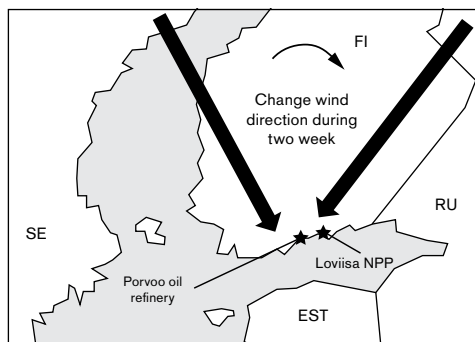 FI
Change wind
direction during
two week
SE
RU
Porvoo oil
refinery
Loviisa NPP
EST